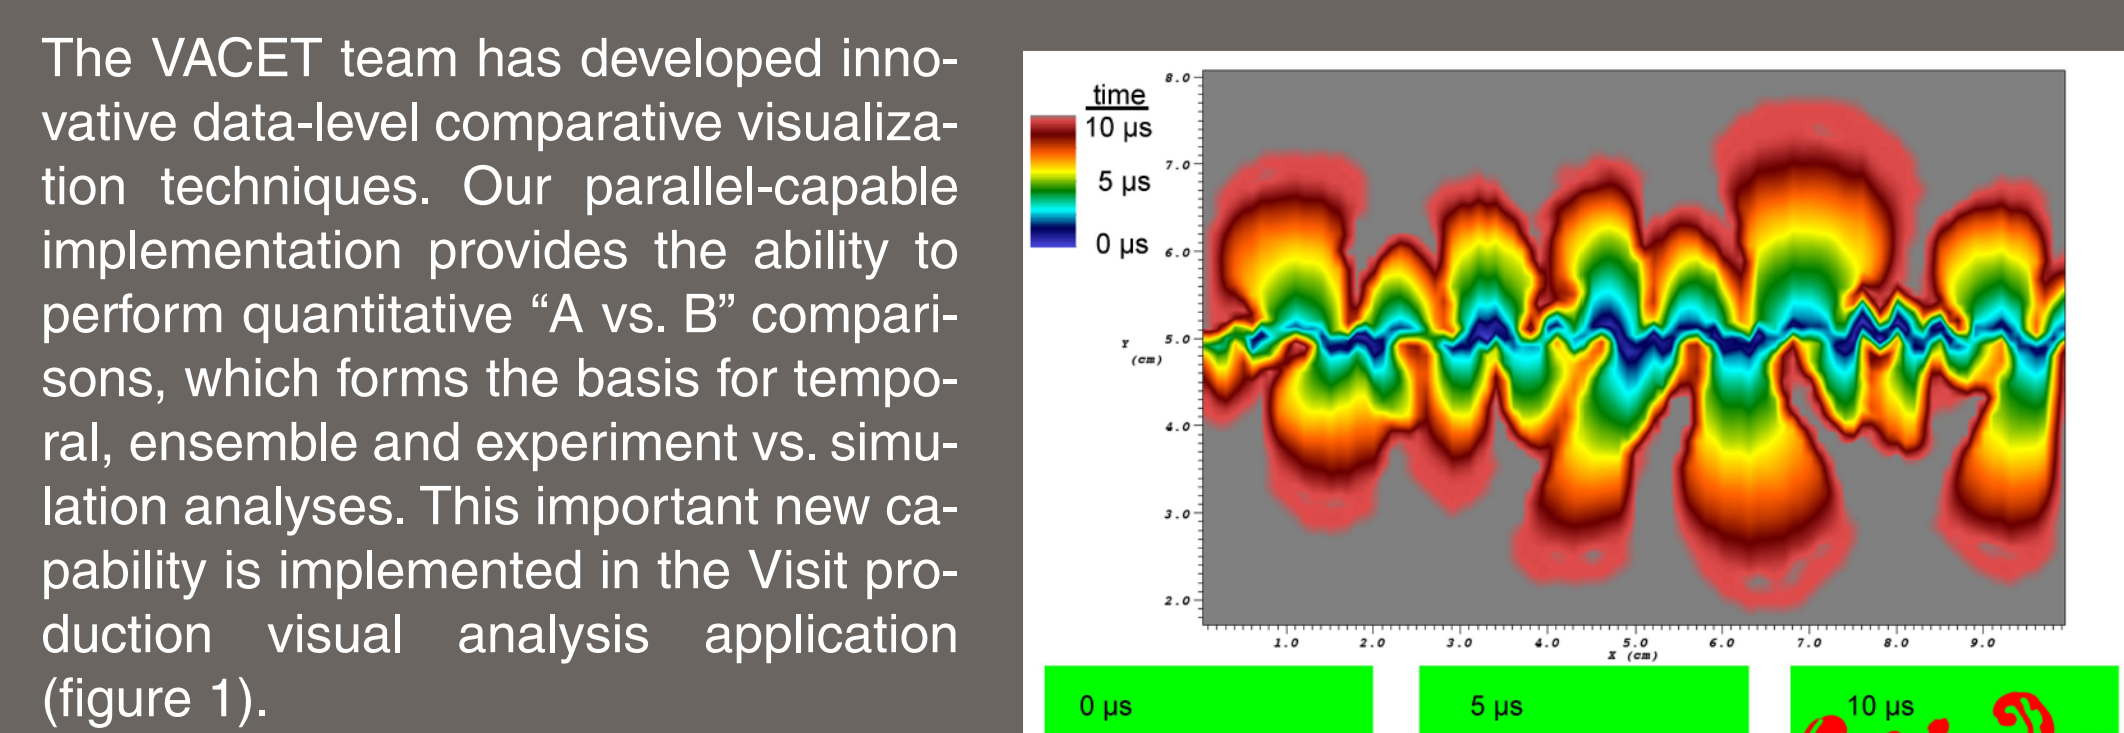 The VACET team has developed inno-
vative data-level comparative visualiza-
tion techniques. Our parallel-capable
implementation provides the ability to
perform quantitative “A vs. B” compari-
sons, which forms the basis for tempo-
ral, ensemble and experiment vs. simu-
lation analyses. This important new ca-
pability is implemented in the Visit pro-
duction visual analysis application
(figure 1).
time
10 µs
5 µs
0 µs
8.0
7.0
6.0
5.0
4.0
3.0
2.0
Y
(cm)
1.0 2.0 3.0 4.0 5.0 6.0 7.0 8.0 9.0
X (cm)
0 µs 5 µs 10 µs